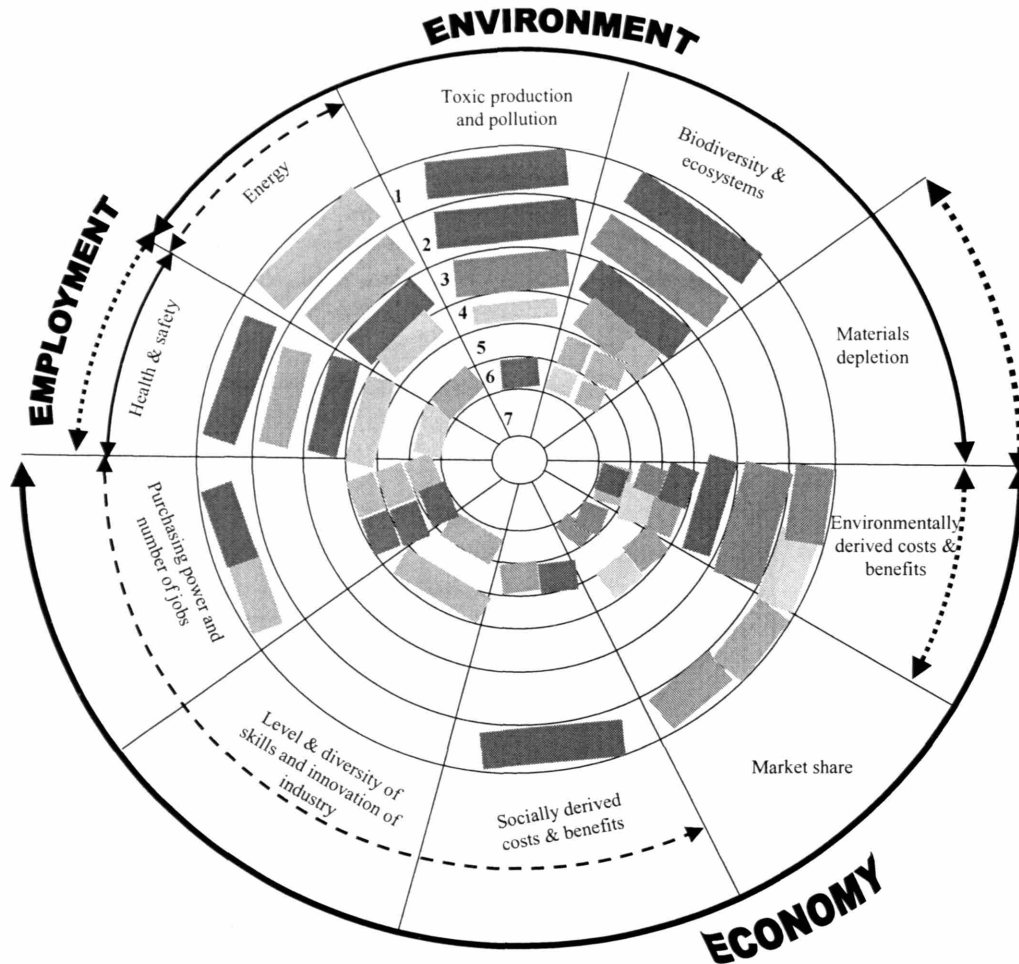 ENVIRONMENT
Toxic production
and pollution
Biodiversity &
ecosystems
Energy
EMPLOYMENT
Health & safety
1
2
3
4
5
6
7
Materials
depletion
Environmentally
derived costs &
benefits
Purchasing power and
number of jobs
Market share
Level & diversity of
skills and innovation of
industry
Socially derived
costs & benefits
ECONOMY